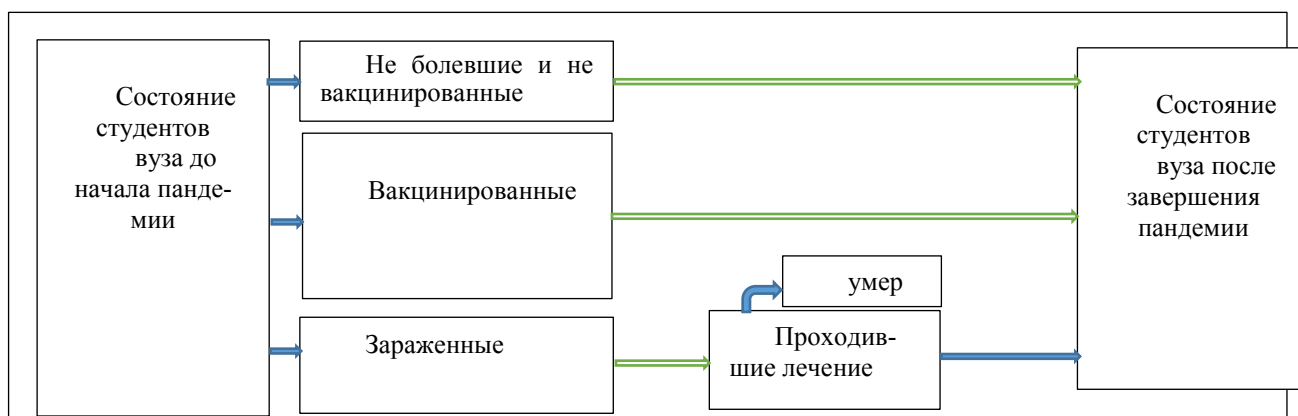 Состояние
студентов
вуза до
начала панде-
мии
Не болевшие и не
вакцинированные
Вакцинированные
Зараженные
умер
Проходив-
шие лечение
Состояние
студентов
вуза после
завершения
пандемии